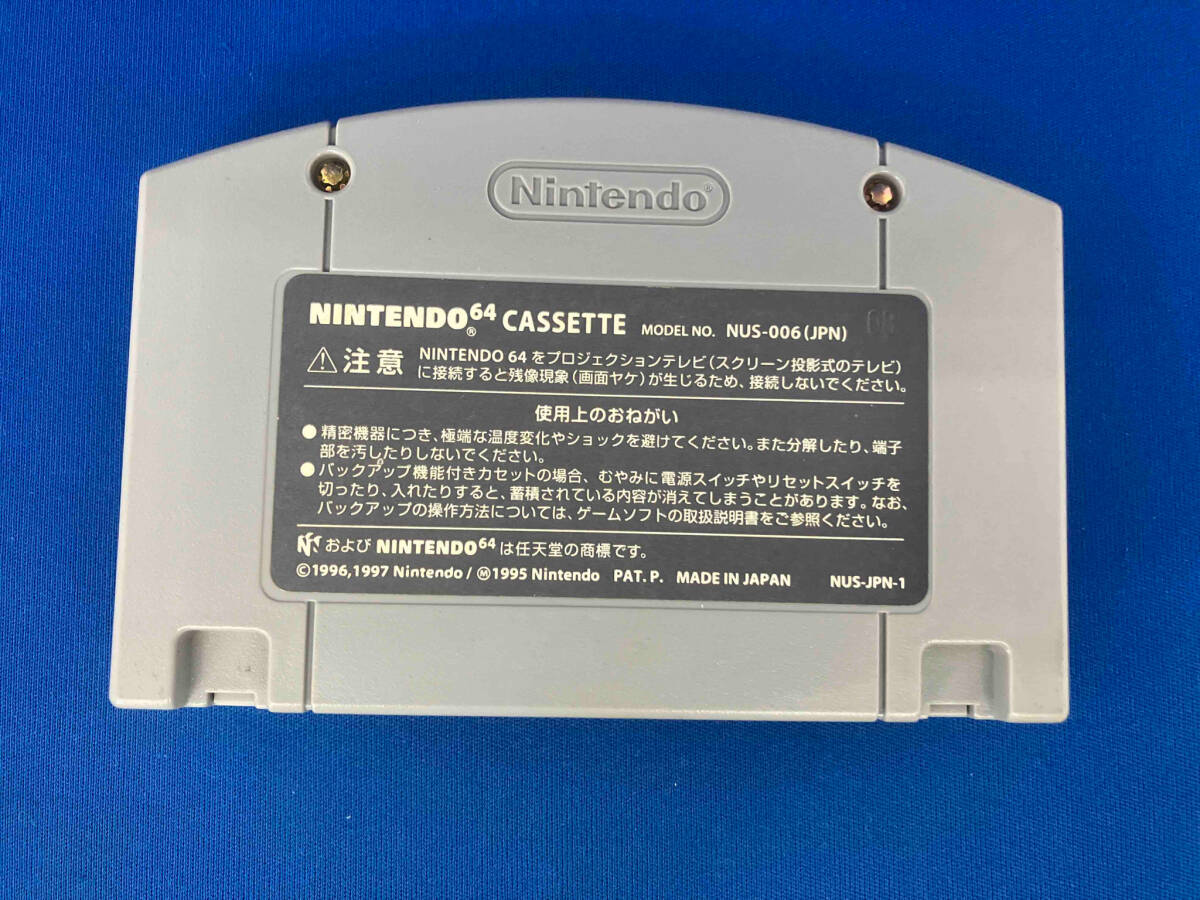 Nintendo®
NINTENDO64® CASSETTE MODEL NO. NUS-006(JPN)
注意 NINTENDO 64 をプロジェクションテレビ(スクリーン投影式のテレビ)
に接続すると残像現象(画面ヤケ)が生じるため、接続しないでください。
使用上のおねがい
●精密機器につき、極端な温度変化やショックを避けてください。また分解したり、端子
部を汚したりしないでください。
●バックアップ機能付きカセットの場合、むやみに電源スイッチやリセットスイッチを
切ったり、入れたりすると、蓄積されている内容が消えてしまうことがあります。なお、
バックアップの操作方法については、ゲームソフトの取扱説明書をご参照ください。
および NINTENDO64 は任天堂の商標です。
©1996,1997 Nintendo / Ⓜ1995 Nintendo PAT. P. MADE IN JAPAN NUS-JPN-1